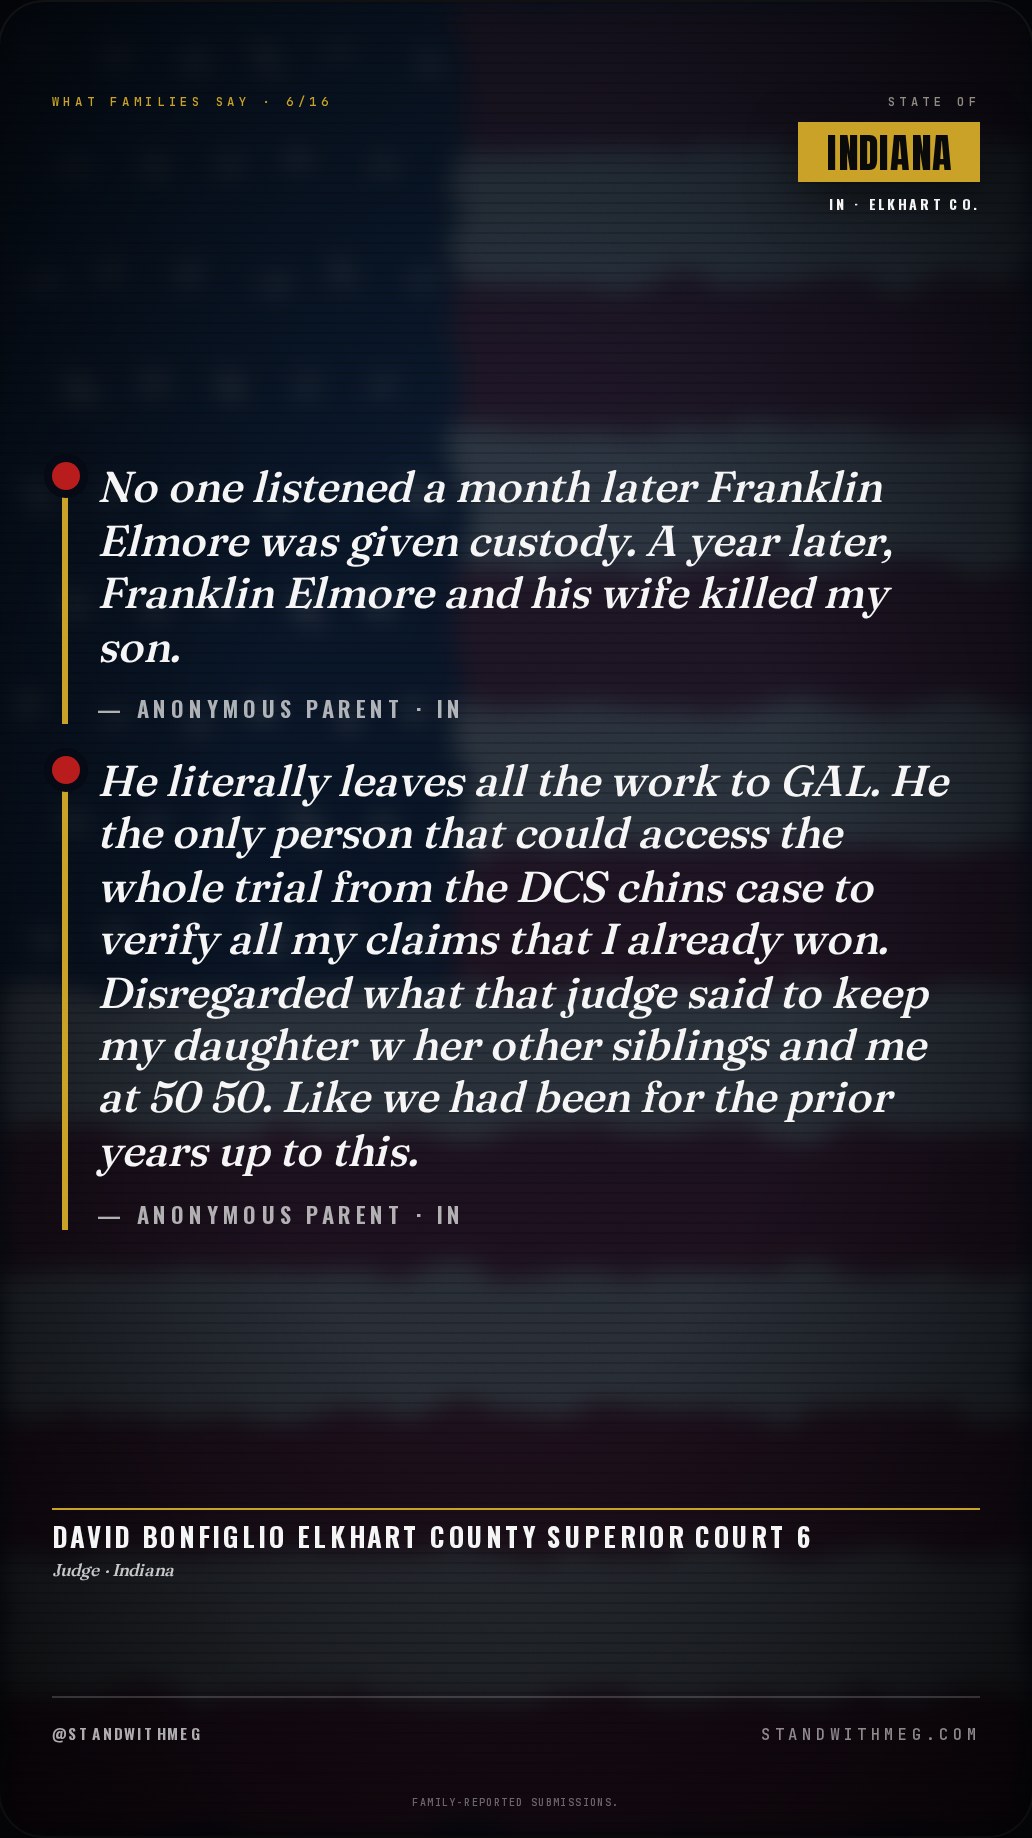 WHAT FAMILIES SAY · 6/16
STATE OF
INDIANA
IN · ELKHART CO.
No one listened a month later Franklin
Elmore was given custody. A year later,
Franklin Elmore and his wife killed my
son.
— ANONYMOUS PARENT · IN
He literally leaves all the work to GAL. He
the only person that could access the
whole trial from the DCS chins case to
verify all my claims that I already won.
Disregarded what that judge said to keep
my daughter w her other siblings and me
at 50 50. Like we had been for the prior
years up to this.
— ANONYMOUS PARENT · IN
DAVID BONFIGLIO ELKHART COUNTY SUPERIOR COURT 6
Judge · Indiana
@STANDWITHMEG
STANDWITHMEG.COM
FAMILY-REPORTED SUBMISSIONS.